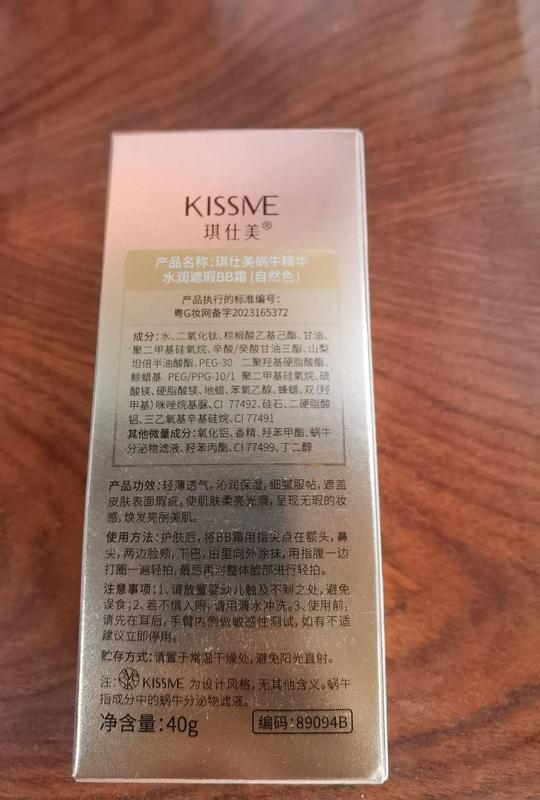 KISSME
琪仕美®
产品名称:琪仕美蜗牛精华
水润遮瑕BB霜(自然色)
产品执行的标准编号:
粤G妆网备字2023165372
成分:水、二氧化钛、棕榈酸乙基己酯、甘油、
聚二甲基硅氧烷、辛酸/癸酸甘油三酯、山梨
坦倍半油酸酯、PEG-30 二聚羟基硬脂酸酯、
鲸蜡基 PEG/PPG-10/1 聚二甲基硅氧烷、硫
酸镁、硬脂酸镁、地蜡、苯氧乙醇、蜂蜡、双(羟
甲基)咪唑烷基脲、CI 77492、硅石、二硬脂酸
铝、三乙氧基辛基硅烷、CI 77491
其他微量成分:氧化铝、香精、羟苯甲酯、蜗牛
分泌物滤液、羟苯丙酯、CI 77499、丁二醇
产品功效:轻薄透气,沁润保湿,细腻服帖,遮盖
皮肤表面瑕疵,使肌肤柔亮光滑,呈现无瑕的妆
感,焕发亮丽美肌。
使用方法:护肤后,将BB霜用指尖点在额头,鼻
尖,两边脸颊,下巴,由里向外涂抹,用指腹一边
打圈一遍轻拍,最后再对整体脸部进行轻拍。
注意事项:1、请放置婴幼儿触及不到之处,避免
误食;2、若不慎入眼,请用清水冲洗。3、使用前,
请先在耳后,手臂内侧做敏感性测试,如有不适
建议立即停用。
贮存方式:请置于常温干燥处,避免阳光直射。
注: KISSME 为设计风格,无其他含义。蜗牛
指成分中的蜗牛分泌物滤液。
净含量:40g 编码:89094B